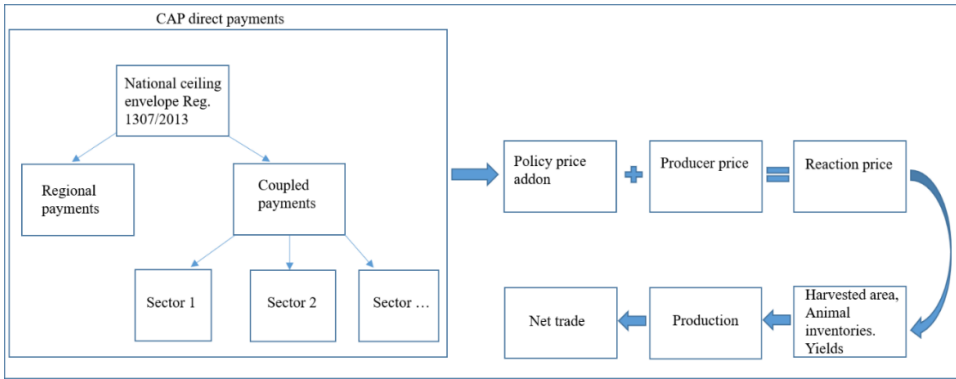 CAP direct payments
National ceiling
envelope Reg.
1307/2013
Regional
payments
Coupled
payments
Sector 1
Sector 2
Sector …
Policy price
addon
Producer price
Reaction price
Harvested area,
Animal
inventories.
Yields
Production
Net trade